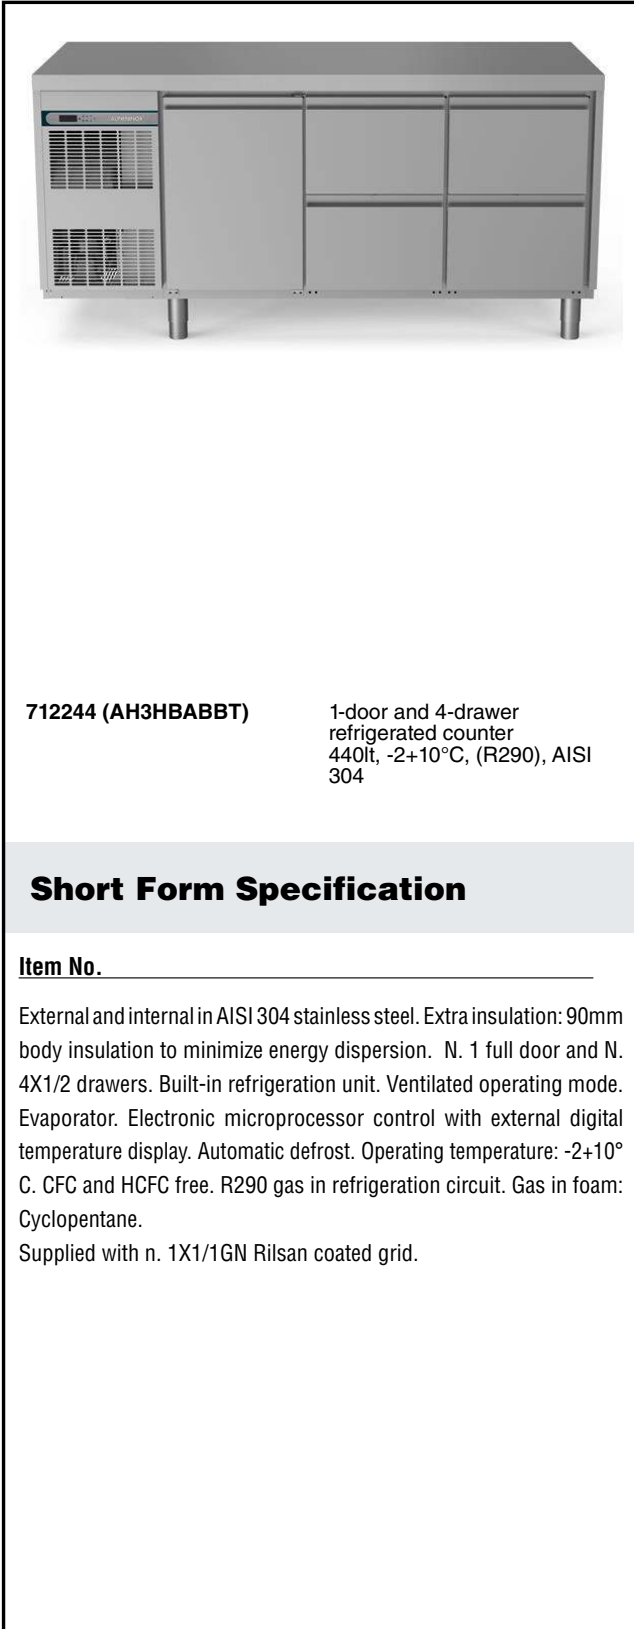 712244 (AH3HBABBT)
1-door and 4-drawer
refrigerated counter
440lt, -2+10°C, (R290), AISI
304
Short Form Specification
Item No.
External and internal in AISI 304 stainless steel. Extra insulation: 90mm
body insulation to minimize energy dispersion. N. 1 full door and N.
4X1/2 drawers. Built-in refrigeration unit. Ventilated operating mode.
Evaporator. Electronic microprocessor control with external digital
temperature display. Automatic defrost. Operating temperature: -2+10°
C. CFC and HCFC free. R290 gas in refrigeration circuit. Gas in foam:
Cyclopentane.
Supplied with n. 1X1/1GN Rilsan coated grid.